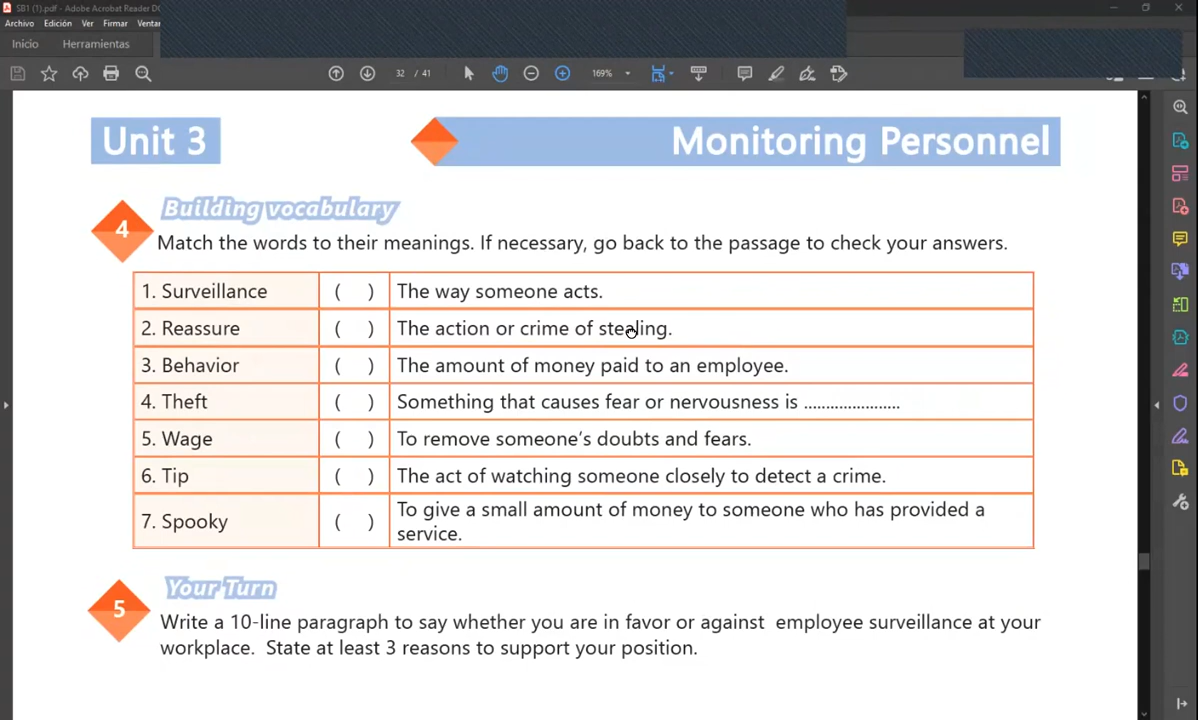 SB1 (1).pdf - Adobe Acrobat Reader DC
Archivo Edición Ver Firmar Ventan
Inicio Herramientas
32 / 41 169%
Unit 3 Monitoring Personnel
4 Building vocabulary
Match the words to their meanings. If necessary, go back to the passage to check your answers.
1. Surveillance ( ) The way someone acts.
2. Reassure ( ) The action or crime of stealing.
3. Behavior ( ) The amount of money paid to an employee.
4. Theft ( ) Something that causes fear or nervousness is ......................
5. Wage ( ) To remove someone's doubts and fears.
6. Tip ( ) The act of watching someone closely to detect a crime.
7. Spooky ( ) To give a small amount of money to someone who has provided a
service.
5 Your Turn
Write a 10-line paragraph to say whether you are in favor or against employee surveillance at your
workplace. State at least 3 reasons to support your position.